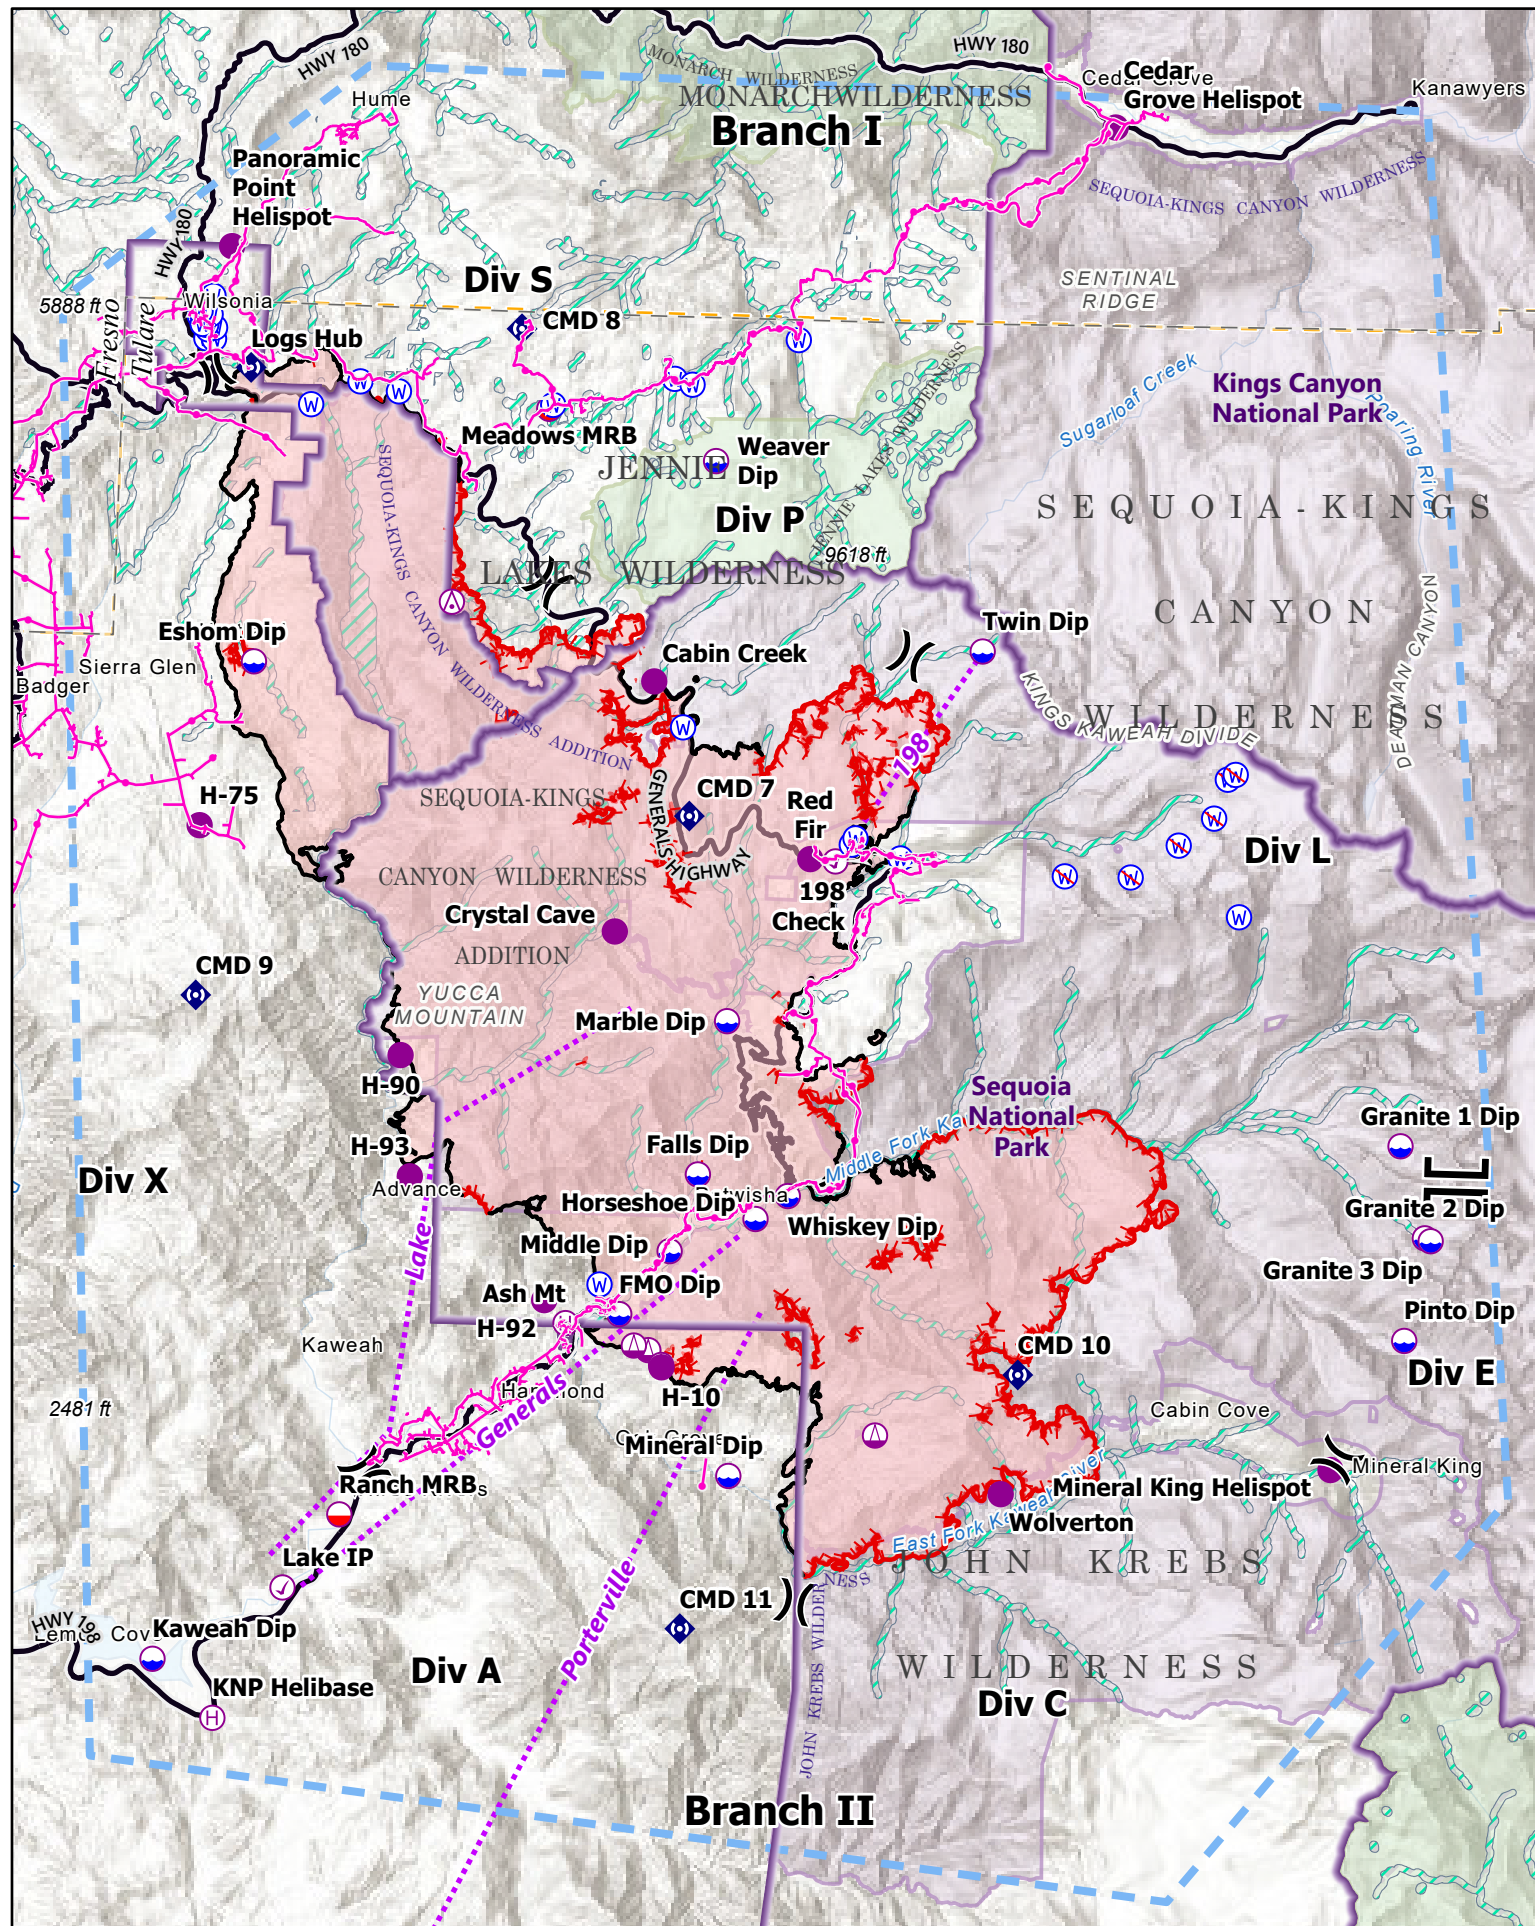 HWY 180
HWY 180
MONARCH WILDERNESS
MONARCHWILDERNESS
Branch I
Cedar
Grove Helispot
Kanawyers
Hume
Panoramic
Point
Helispot
HWY 180
SEQUOIA-KINGS CANYON WILDERNESS
SENTINAL
RIDGE
Div S
5888 ft
Fresno
Tulare
Wilsonia
CMD 8
Logs Hub
Sugarloaf Creek
Kings Canyon
National Park
Roaring River
Meadows MRB
Weaver
Dip
JENNIE
LAKES WILDERNESS
JENNIE LAKES WILDERNESS
Div P
9618 ft
SEQUOIA-KINGS
CANYON
WILDERNESS
SEQUOIA-KINGS CANYON WILDERNESS ADDITION
DEADMAN CANYON
Eshom Dip
Sierra Glen
Badger
Cabin Creek
Twin Dip
KINGS KAWEAH DIVIDE
198
H-75
SEQUOIA-KINGS
CANYON WILDERNESS
ADDITION
GENERALS HIGHWAY
CMD 7
Red
Fir
198
Check
Div L
Crystal Cave
CMD 9
YUCCA
MOUNTAIN
Marble Dip
H-90
H-93
Advance
Sequoia
National
Park
Middle Fork Ka
Granite 1 Dip
Falls Dip
Div X
Horseshoe Dip
Whiskey Dip
Granite 2 Dip
Middle Dip
Granite 3 Dip
Lake
Ash Mt
FMO Dip
H-92
Pinto Dip
Kaweah
CMD 10
Div E
H-10
Generals
2481 ft
Cabin Cove
Mineral Dip
Mineral King
Ranch MRB
Mineral King Helispot
Wolverton
East Fork Kaweah River
Lake IP
JOHN KREBS
WILDERNESS
JOHN KREBS WILDERNESS
Porterville
CMD 11
HWY 198
Kaweah Dip
Div A
KNP Helibase
Div C
Branch II